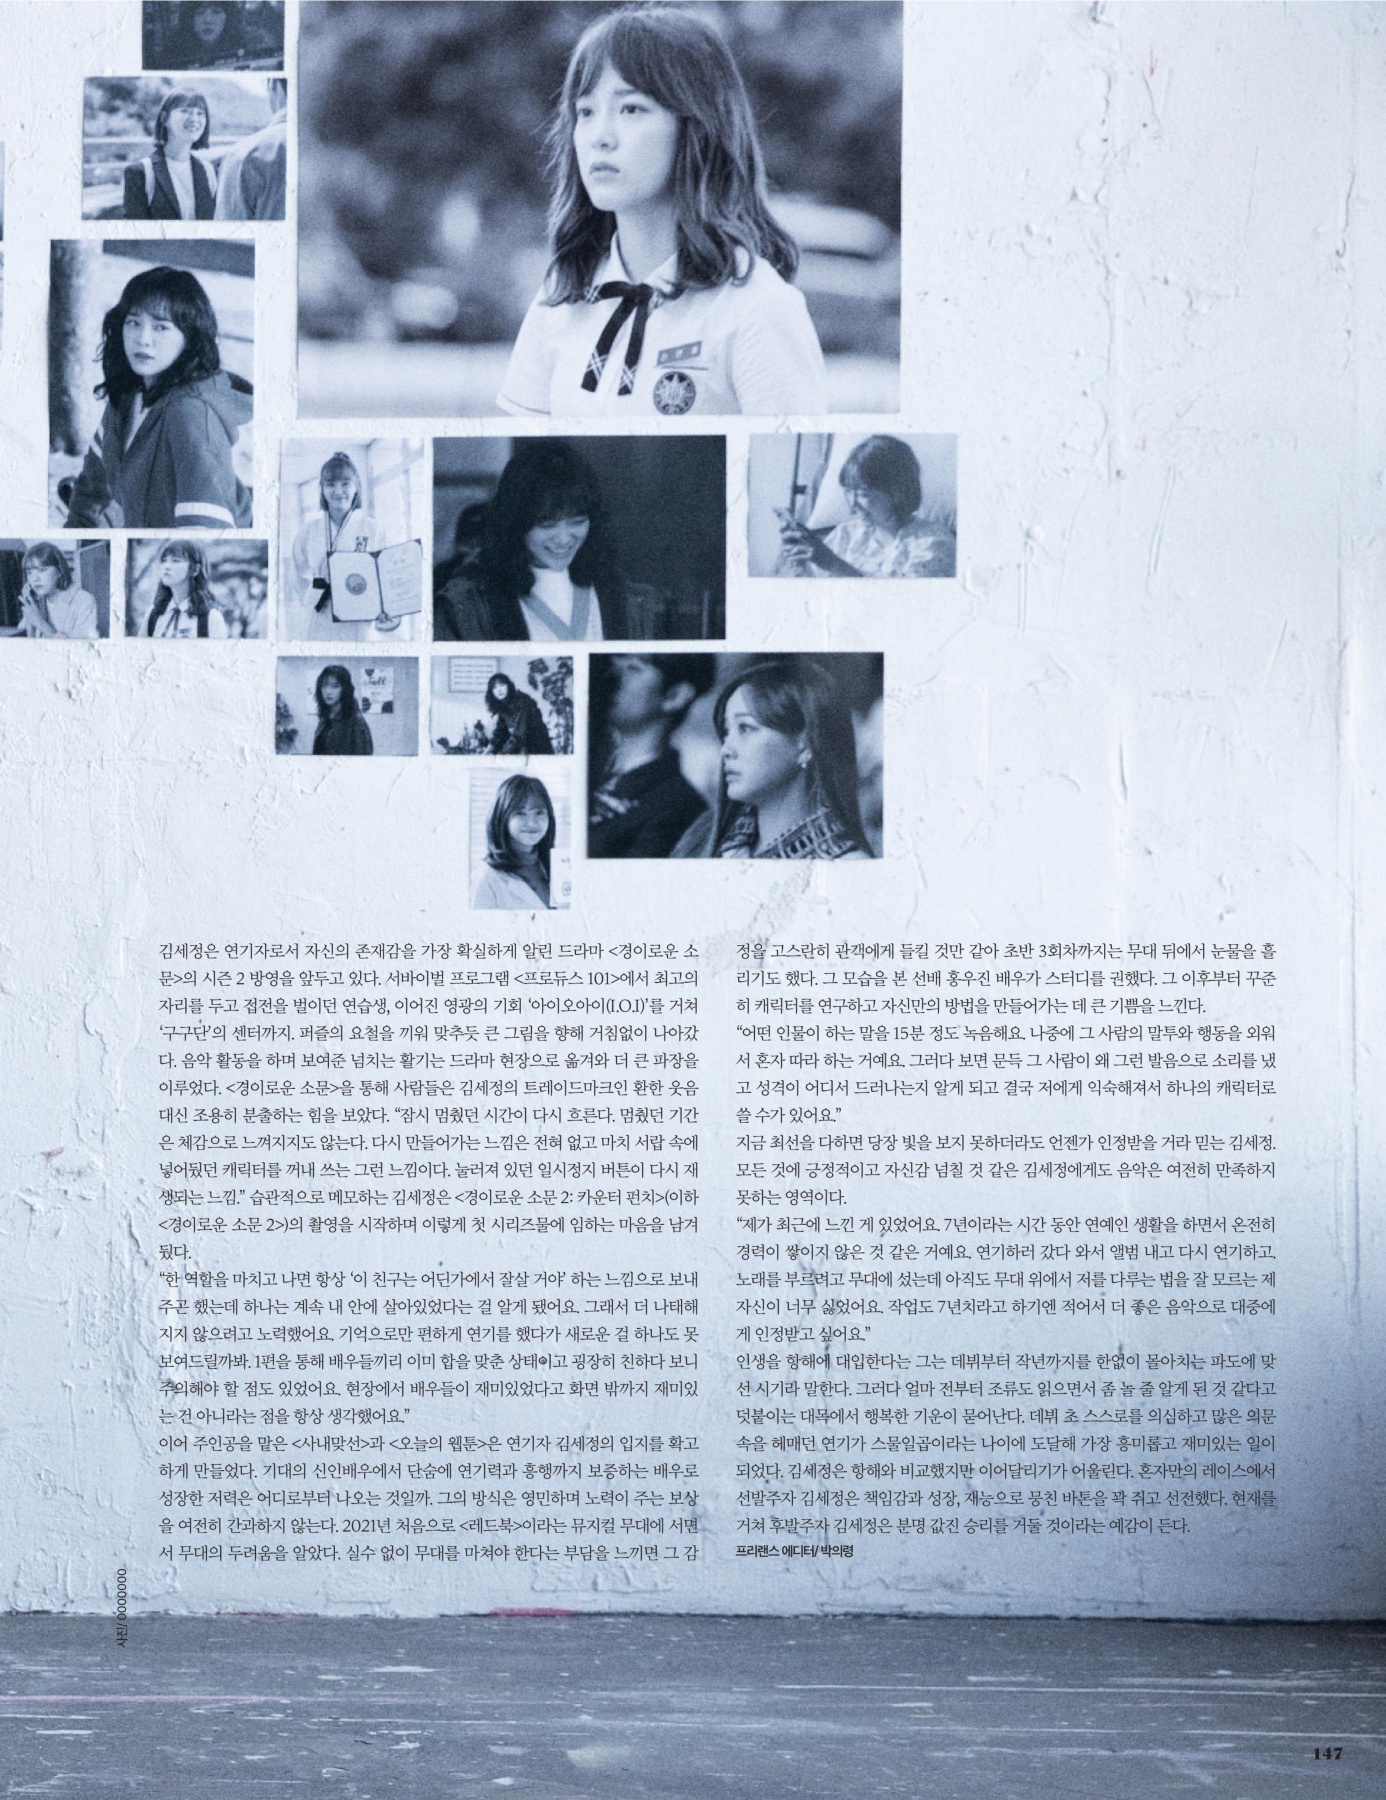 김세정은 연기자로서 자신의 존재감을 가장 확실하게 알린 드라마 <경이로운 소
문>의 시즌 2 방영을 앞두고 있다. 서바이벌 프로그램 <프로듀스 101>에서 최고의
자리를 두고 접전을 벌이던 연습생, 이어진 영광의 기회 ‘아이오아이(I.O.I)’를 거쳐
‘구구단’의 센터까지. 퍼즐의 요철을 끼워 맞추듯 큰 그림을 향해 거침없이 나아갔
다. 음악 활동을 하며 보여준 넘치는 활기는 드라마 현장으로 옮겨와 더 큰 파장을
이루었다. <경이로운 소문>을 통해 사람들은 김세정의 트레이드마크인 환한 웃음
대신 조용히 분출하는 힘을 보았다. “잠시 멈췄던 시간이 다시 흐른다. 멈췄던 기간
은 체감으로 느껴지지도 않는다. 다시 만들어가는 느낌은 전혀 없고 마치 서랍 속에
넣어뒀던 캐릭터를 꺼내 쓰는 그런 느낌이다. 눌러져 있던 일시정지 버튼이 다시 재
생되는 느낌.” 습관적으로 메모하는 김세정은 <경이로운 소문 2: 카운터 펀치>(이하
<경이로운 소문 2>)의 촬영을 시작하며 이렇게 첫 시리즈물에 임하는 마음을 남겨
뒀다.
“한 역할을 마치고 나면 항상 ‘이 친구는 어딘가에서 잘살 거야’ 하는 느낌으로 보내
주곤 했는데 하나는 계속 내 안에 살아있었다는 걸 알게 됐어요. 그래서 더 나태해
지지 않으려고 노력했어요. 기억으로만 편하게 연기를 했다가 새로운 걸 하나도 못
보여드릴까봐. 1편을 통해 배우들끼리 이미 합을 맞춘 상태이고 굉장히 친하다 보니
주의해야 할 점도 있었어요. 현장에서 배우들이 재미있었다고 화면 밖까지 재미있
는 건 아니라는 점을 항상 생각했어요.”
이어 주인공을 맡은 <사내맞선>과 <오늘의 웹툰>은 연기자 김세정의 입지를 확고
하게 만들었다. 기대의 신인배우에서 단숨에 연기력과 흥행까지 보증하는 배우로
성장한 저력은 어디로부터 나오는 것일까. 그의 방식은 영민하며 노력이 주는 보상
을 여전히 간과하지 않는다. 2021년 처음으로 <레드북>이라는 뮤지컬 무대에 서면
서 무대의 두려움을 알았다. 실수 없이 무대를 마쳐야 한다는 부담을 느끼면 그 감
정을 고스란히 관객에게 들킬 것만 같아 초반 3회차까지는 무대 뒤에서 눈물을 흘
리기도 했다. 그 모습을 본 선배 홍우진 배우가 스터디를 권했다. 그 이후부터 꾸준
히 캐릭터를 연구하고 자신만의 방법을 만들어가는 데 큰 기쁨을 느낀다.
“어떤 인물이 하는 말을 15분 정도 녹음해요. 나중에 그 사람의 말투와 행동을 외워
서 혼자 따라 하는 거예요. 그러다 보면 문득 그 사람이 왜 그런 발음으로 소리를 냈
고 성격이 어디서 드러나는지 알게 되고 결국 저에게 익숙해져서 하나의 캐릭터로
쓸 수가 있어요.”
지금 최선을 다하면 당장 빛을 보지 못하더라도 언젠가 인정받을 거라 믿는 김세정.
모든 것에 긍정적이고 자신감 넘칠 것 같은 김세정에게도 음악은 여전히 만족하지
못하는 영역이다.
“제가 최근에 느낀 게 있었어요. 7년이라는 시간 동안 연예인 생활을 하면서 온전히
경력이 쌓이지 않은 것 같은 거예요. 연기하러 갔다 와서 앨범 내고 다시 연기하고,
노래를 부르려고 무대에 섰는데 아직도 무대 위에서 저를 다루는 법을 잘 모르는 제
자신이 너무 싫었어요. 작업도 7년치라고 하기엔 적어서 더 좋은 음악으로 대중에
게 인정받고 싶어요.”
인생을 항해에 대입한다는 그는 데뷔부터 작년까지를 한없이 몰아치는 파도에 맞
선 시기라 말한다. 그러다 얼마 전부터 조류도 읽으면서 좀 놀 줄 알게 된 것 같다고
덧붙이는 대목에서 행복한 기운이 묻어난다. 데뷔 초 스스로를 의심하고 많은 의문
속을 헤매던 연기가 스물일곱이라는 나이에 도달해 가장 흥미롭고 재미있는 일이
되었다. 김세정은 항해와 비교했지만 이어달리기가 어울린다. 혼자만의 레이스에서
선발주자 김세정은 책임감과 성장, 재능으로 뭉친 바톤을 꽉 쥐고 선전했다. 현재를
거쳐 후발주자 김세정은 분명 값진 승리를 거둘 것이라는 예감이 든다.
프리랜스 에디터/ 박의령
사진/ 0000000
147